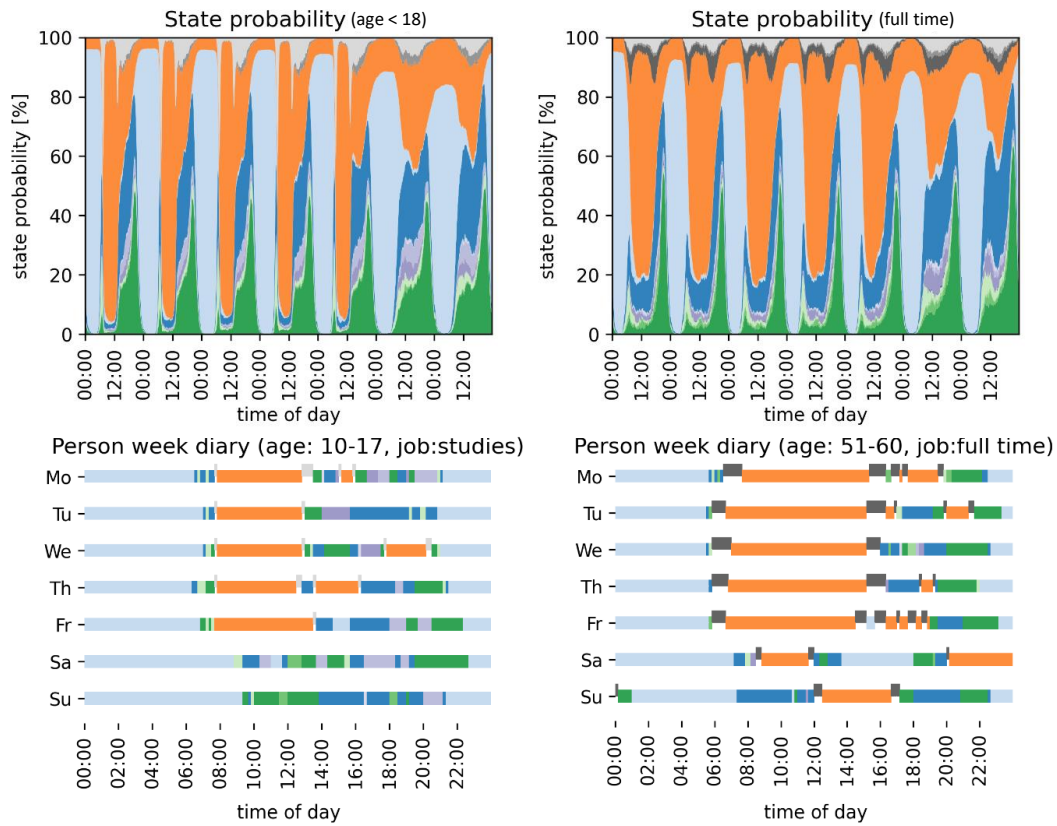 State probability (age < 18)
state probability [%]
100
80
60
40
20
0
00:00
12:00
00:00
12:00
00:00
12:00
00:00
12:00
00:00
12:00
00:00
12:00
00:00
12:00
time of day
State probability (full time)
state probability [%]
100
80
60
40
20
0
00:00
12:00
00:00
12:00
00:00
12:00
00:00
12:00
00:00
12:00
00:00
12:00
00:00
12:00
time of day
Person week diary (age: 10-17, job:studies)
Mo
Tu
We
Th
Fr
Sa
Su
00:00
02:00
04:00
06:00
08:00
10:00
12:00
14:00
16:00
18:00
20:00
22:00
time of day
Person week diary (age: 51-60, job:full time)
Mo
Tu
We
Th
Fr
Sa
Su
00:00
02:00
04:00
06:00
08:00
10:00
12:00
14:00
16:00
18:00
20:00
22:00
time of day